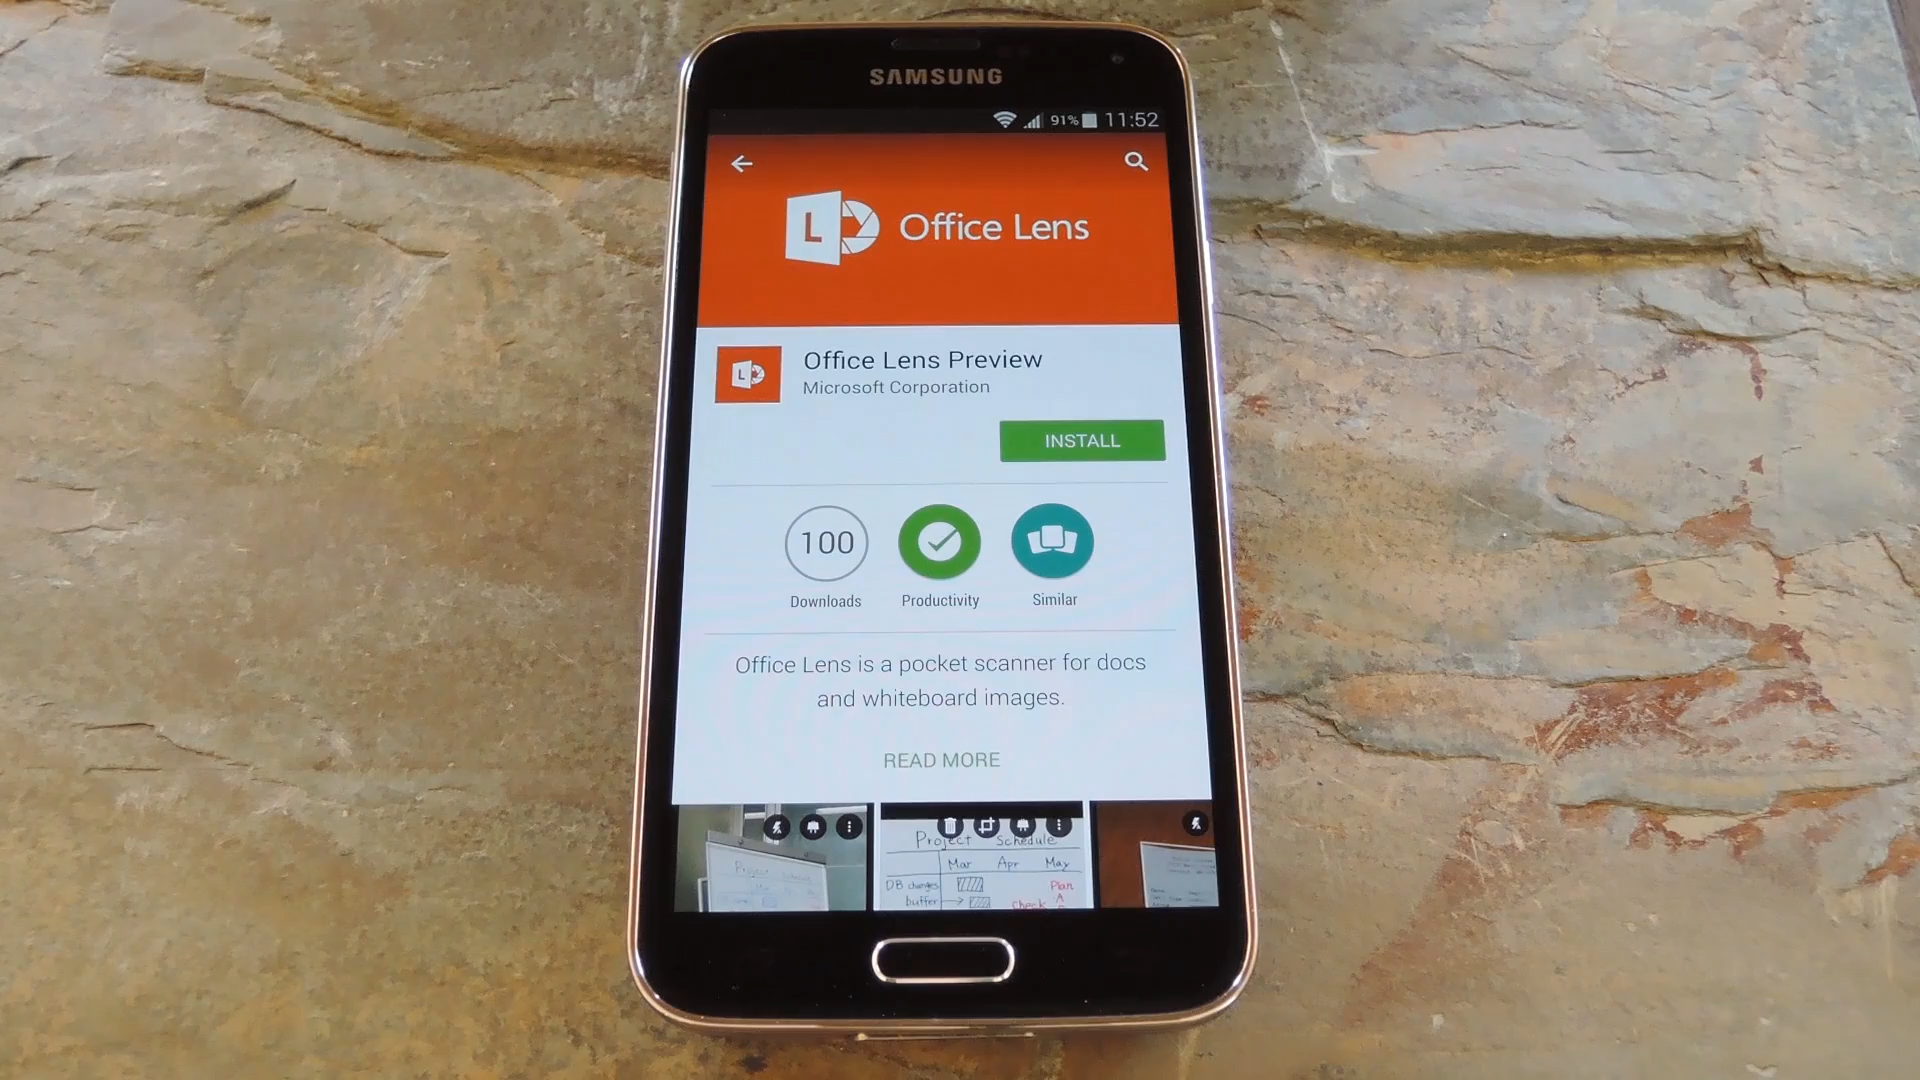 SAMSUNG
91% 11:52
L Office Lens
L
Office Lens Preview
Microsoft Corporation
INSTALL
100
Downloads Productivity Similar
Office Lens is a pocket scanner for docs
and whiteboard images.
READ MORE
Project Schedule
Mar Apr May
DB changes Plan
buffer → Check A